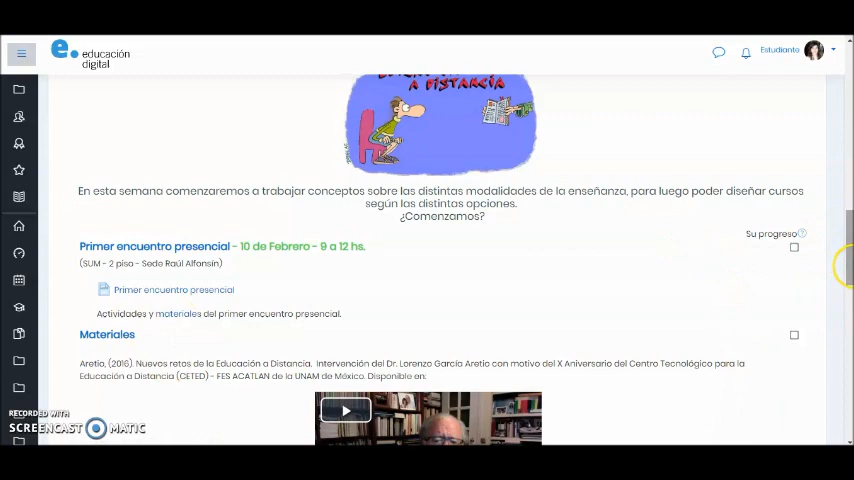 e.
educación
digital
Estudiante
A DISTANCIA
En esta semana comenzaremos a trabajar conceptos sobre las distintas modalidades de la enseñanza, para luego poder diseñar cursos
según las distintas opciones.
¿Comenzamos?
Su progreso
Primer encuentro presencial - 10 de Febrero - 9 a 12 hs.
(SUM - 2 piso - Sede Raúl Alfonsín)
Primer encuentro presencial
Actividades y materiales del primer encuentro presencial.
Materiales
Aretio, (2016). Nuevos retos de la Educación a Distancia. Intervención del Dr. Lorenzo García Aretio con motivo del X Aniversario del Centro Tecnológico para la
Educación a Distancia (CETED) - FES ACATLAN de la UNAM de México. Disponible en:
RECORDED WITH
SCREENCAST MATIC